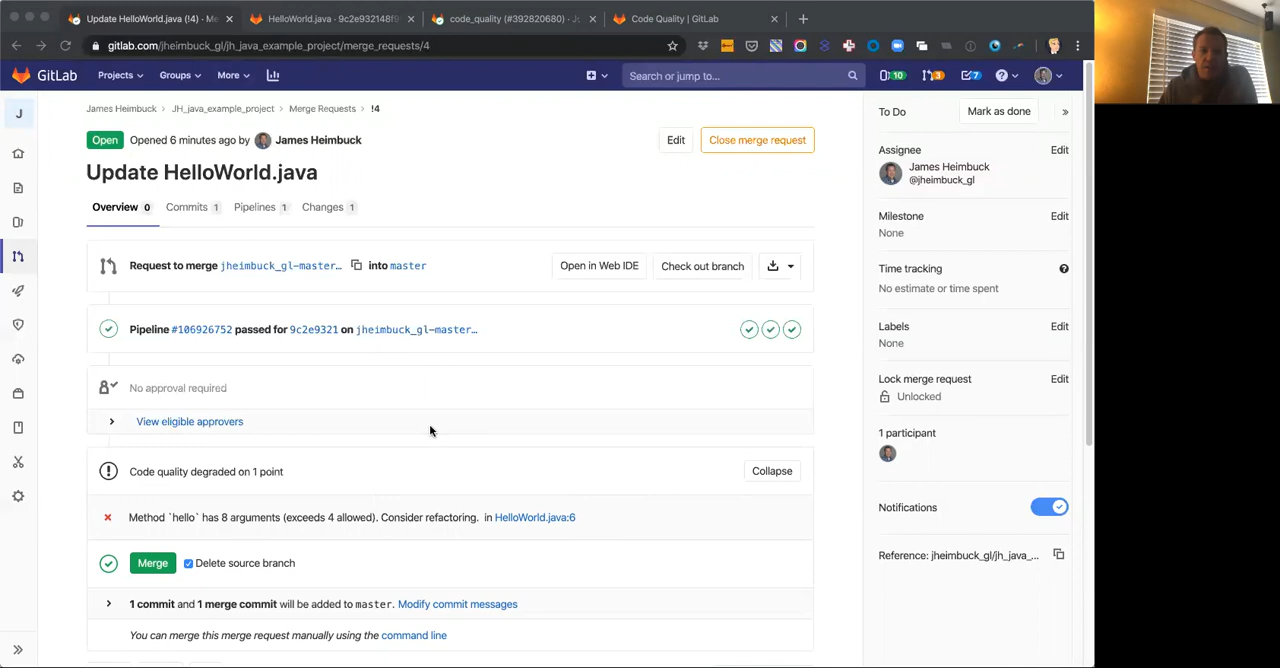 Update HelloWorld.java (!4) · Me
HelloWorld.java · 9c2e932148f9
code_quality (#392820680) · Jo
Code Quality | GitLab
gitlab.com/jheimbuck_gl/jh_java_example_project/merge_requests/4
GitLab
Projects
Groups
More
Search or jump to...
10
3
7
J
James Heimbuck > JH_java_example_project > Merge Requests > !4
Open Opened 6 minutes ago by James Heimbuck
Edit
Close merge request
Update HelloWorld.java
Overview 0
Commits 1
Pipelines 1
Changes 1
Request to merge jheimbuck_gl-master… into master
Open in Web IDE
Check out branch
Pipeline #106926752 passed for 9c2e9321 on jheimbuck_gl-master…
No approval required
View eligible approvers
Code quality degraded on 1 point
Collapse
Method `hello` has 8 arguments (exceeds 4 allowed). Consider refactoring. in HelloWorld.java:6
Merge
Delete source branch
1 commit and 1 merge commit will be added to master. Modify commit messages
You can merge this merge request manually using the command line
To Do
Mark as done
Assignee
Edit
James Heimbuck
@jheimbuck_gl
Milestone
Edit
None
Time tracking
No estimate or time spent
Labels
Edit
None
Lock merge request
Edit
Unlocked
1 participant
Notifications
Reference: jheimbuck_gl/jh_java_...